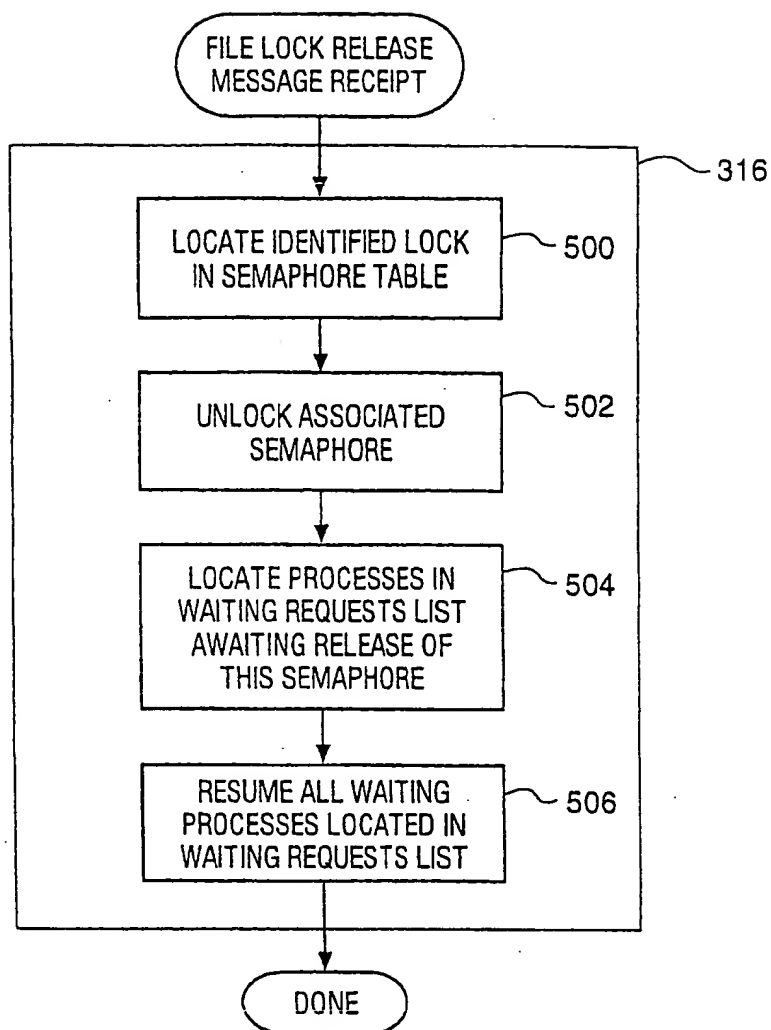 FILE LOCK RELEASE
MESSAGE RECEIPT
316
LOCATE IDENTIFIED LOCK
IN SEMAPHORE TABLE
500
UNLOCK ASSOCIATED
SEMAPHORE
502
LOCATE PROCESSES IN
WAITING REQUESTS LIST
AWAITING RELEASE OF
THIS SEMAPHORE
504
RESUME ALL WAITING
PROCESSES LOCATED IN
WAITING REQUESTS LIST
506
DONE